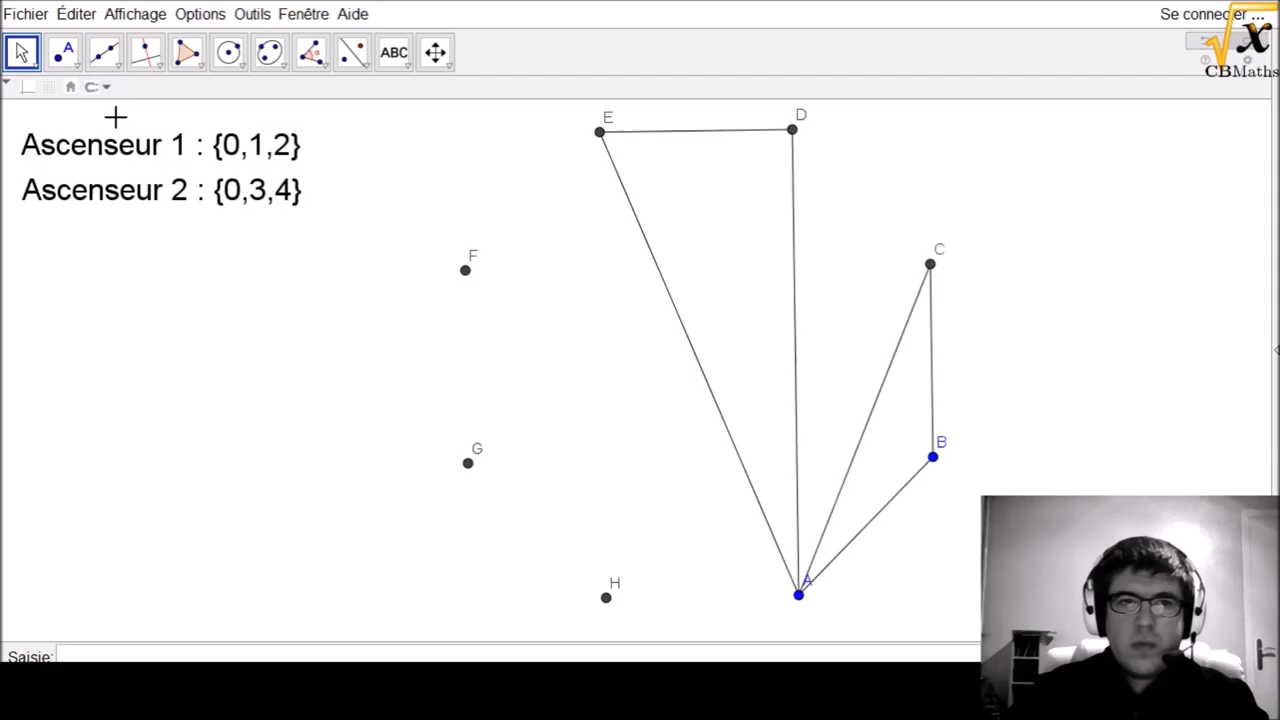 Fichier Éditer Affichage Options Outils Fenêtre Aide
Se connecter ...
A
ABC
x
CBMaths
Ascenseur 1 : {0,1,2}
Ascenseur 2 : {0,3,4}
E
D
F
C
G
B
H
A
Saisie: